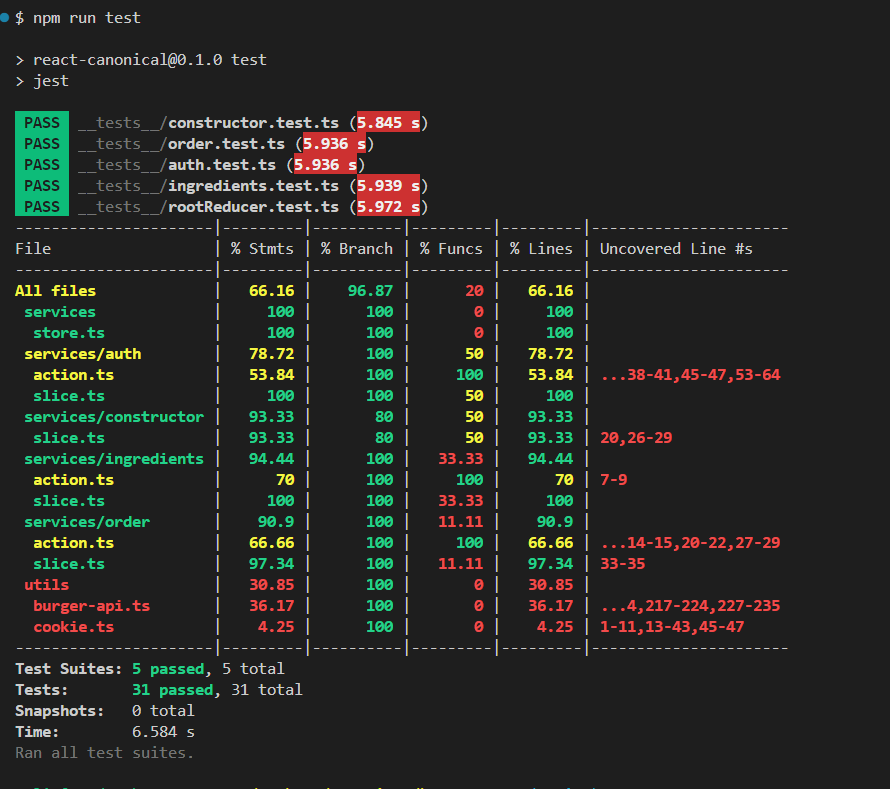 $ npm run test
> react-canonical@0.1.0 test
> jest
PASS __tests__/constructor.test.ts (5.845 s)
PASS __tests__/order.test.ts (5.936 s)
PASS __tests__/auth.test.ts (5.936 s)
PASS __tests__/ingredients.test.ts (5.939 s)
PASS __tests__/rootReducer.test.ts (5.972 s)
----------------------|---------|----------|---------|---------|----------------------
File | % Stmts | % Branch | % Funcs | % Lines | Uncovered Line #s
----------------------|---------|----------|---------|---------|----------------------
All files | 66.16 | 96.87 | 20 | 66.16 |
services | 100 | 100 | 0 | 100 |
store.ts | 100 | 100 | 0 | 100 |
services/auth | 78.72 | 100 | 50 | 78.72 |
action.ts | 53.84 | 100 | 100 | 53.84 | ...38-41,45-47,53-64
slice.ts | 100 | 100 | 50 | 100 |
services/constructor | 93.33 | 80 | 50 | 93.33 |
slice.ts | 93.33 | 80 | 50 | 93.33 | 20,26-29
services/ingredients | 94.44 | 100 | 33.33 | 94.44 |
action.ts | 70 | 100 | 100 | 70 | 7-9
slice.ts | 100 | 100 | 33.33 | 100 |
services/order | 90.9 | 100 | 11.11 | 90.9 |
action.ts | 66.66 | 100 | 100 | 66.66 | ...14-15,20-22,27-29
slice.ts | 97.34 | 100 | 11.11 | 97.34 | 33-35
utils | 30.85 | 100 | 0 | 30.85 |
burger-api.ts | 36.17 | 100 | 0 | 36.17 | ...4,217-224,227-235
cookie.ts | 4.25 | 100 | 0 | 4.25 | 1-11,13-43,45-47
----------------------|---------|----------|---------|---------|----------------------
Test Suites: 5 passed, 5 total
Tests: 31 passed, 31 total
Snapshots: 0 total
Time: 6.584 s
Ran all test suites.